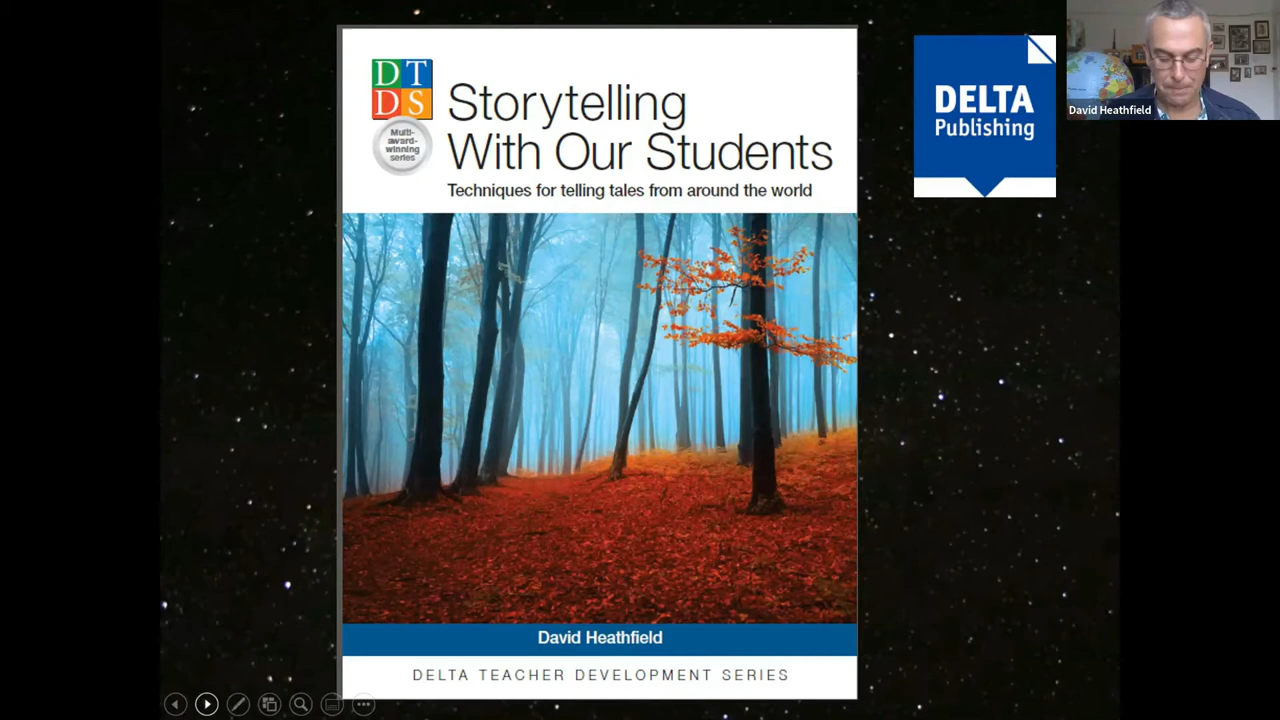 DT
DS
Multi-
award-
winning
series
Storytelling
With Our Students
Techniques for telling tales from around the world
David Heathfield
DELTA TEACHER DEVELOPMENT SERIES
DELTA
Publishing
David Heathfield